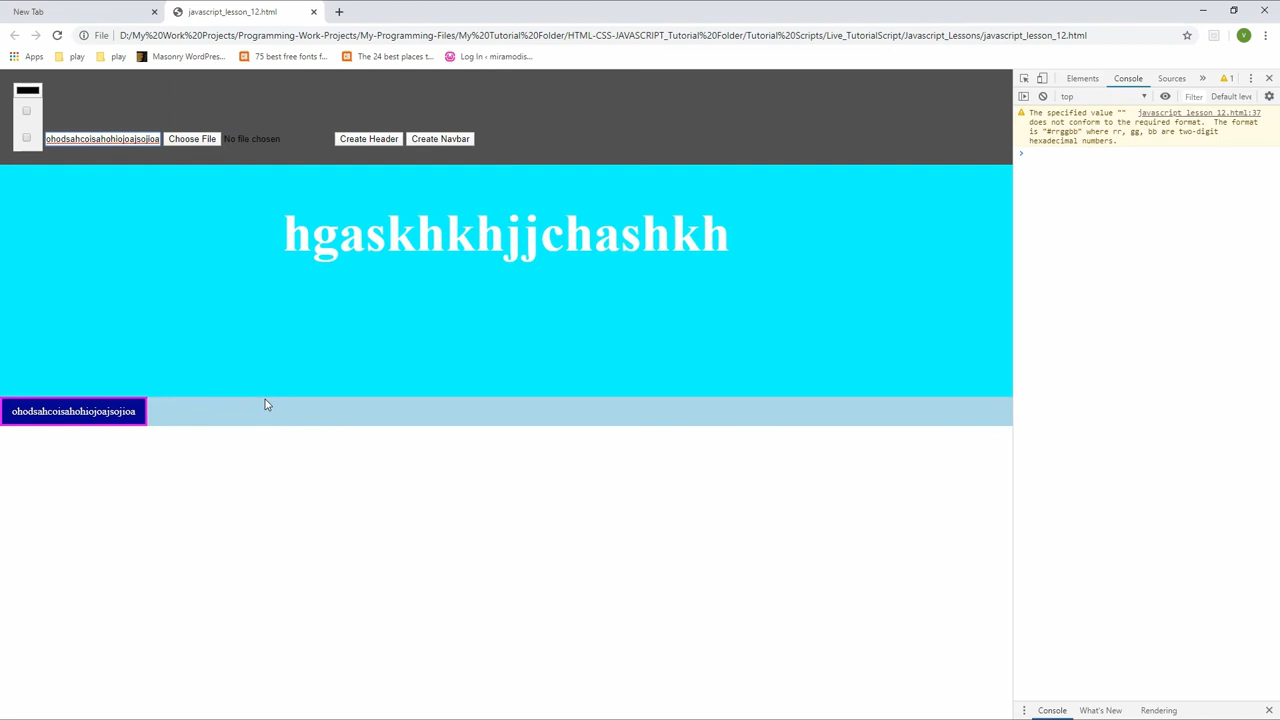 New Tab
javascript_lesson_12.html
File
D:/My%20Work%20Projects/Programming-Work-Projects/My-Programming-Files/My%20Tutorial%20Folder/HTML-CSS-JAVASCRIPT_Tutorial%20Folder/Tutorial%20Scripts/Live_TutorialScript/Javascript_Lessons/javascript_lesson_12.html
V
Apps
play
play
Masonry WordPres...
75 best free fonts f...
The 24 best places t...
Log In ‹ miramodis...
Elements
Console
Sources
1
top
Filter
Default leve
The specified value "" javascript_lesson_12.html:37
does not conform to the required format. The format
is "#rrggbb" where rr, gg, bb are two-digit
hexadecimal numbers.
ohodsahcoisahohiojoajsojioa
Choose File
No file chosen
Create Header
Create Navbar
hgaskhkhjjchashkh
ohodsahcoisahohiojoajsojioa
Console
What's New
Rendering